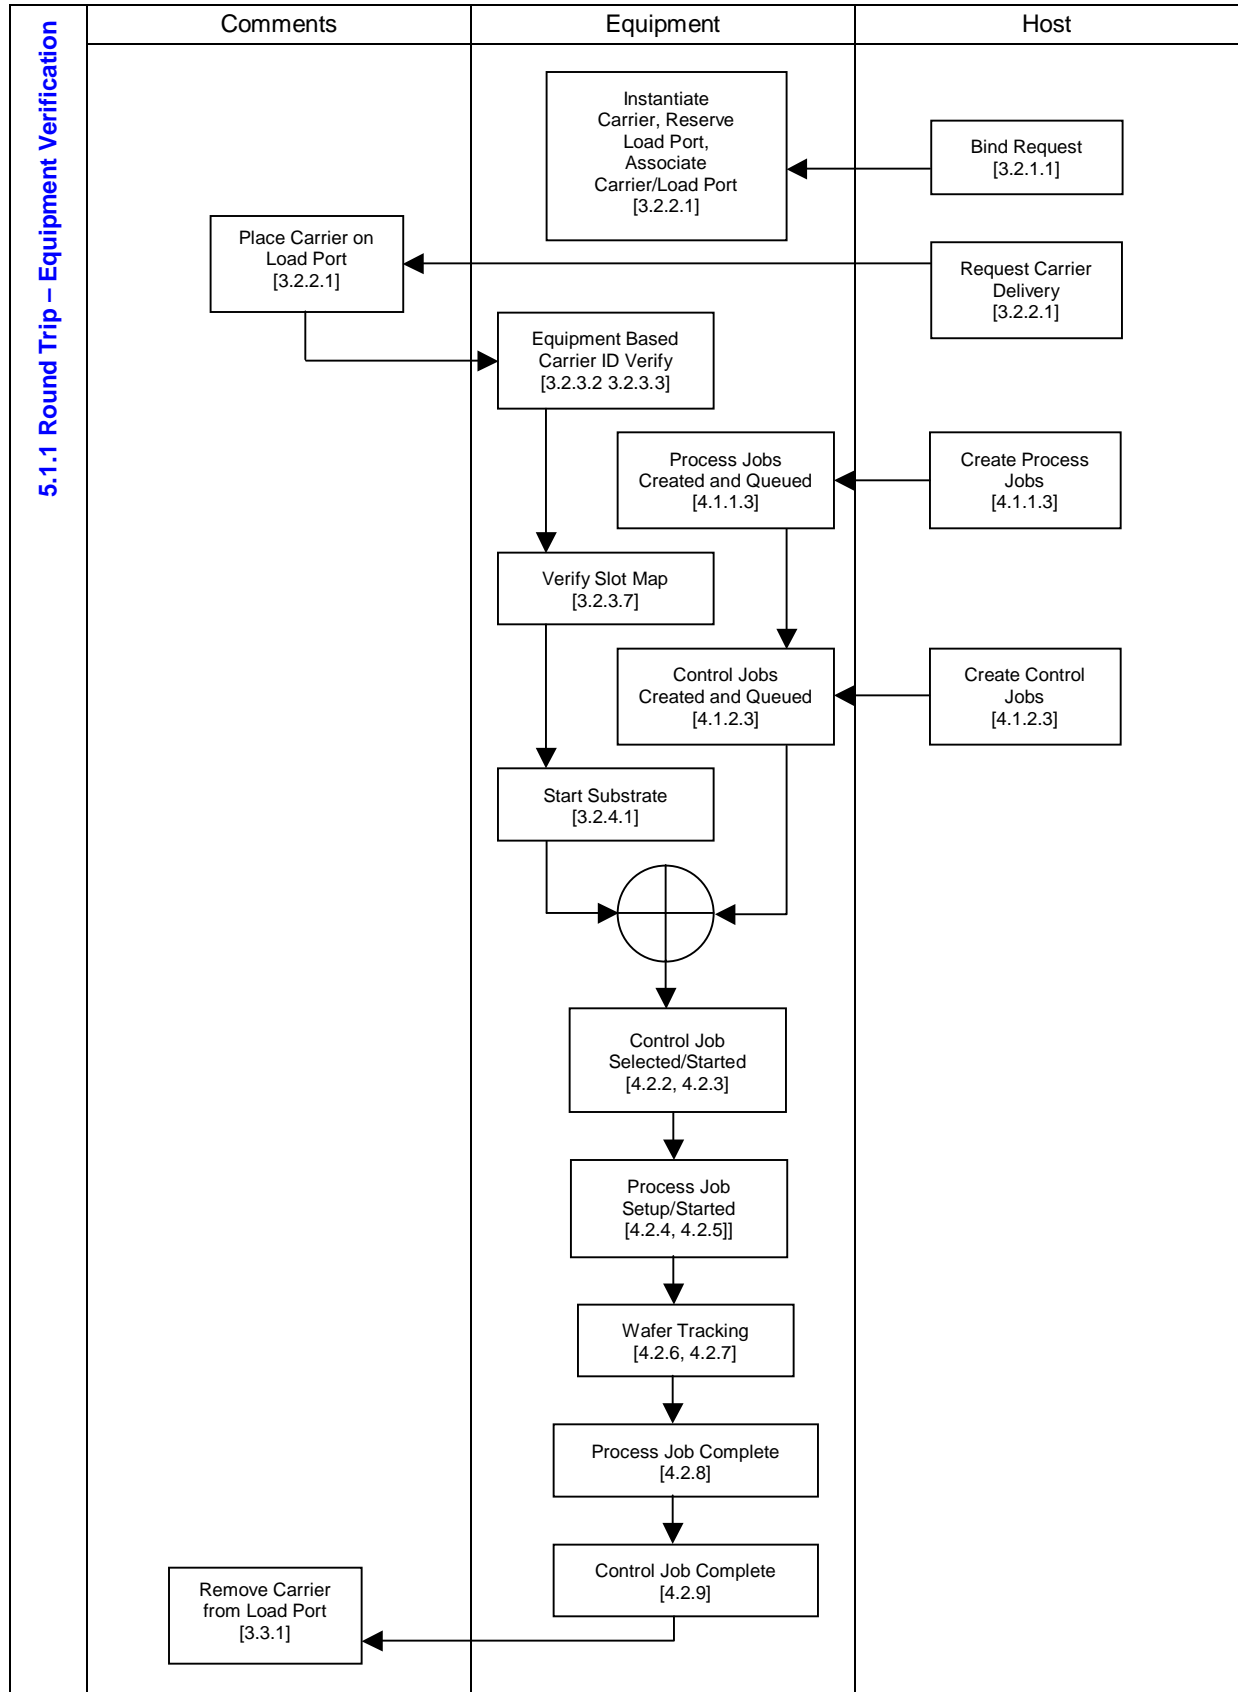 5.1.1 Round Trip – Equipment Verification
Comments
Equipment
Host
Instantiate
Carrier, Reserve
Load Port,
Associate
Carrier/Load Port
[3.2.2.1]
Bind Request
[3.2.1.1]
Place Carrier on
Load Port
[3.2.2.1]
Request Carrier
Delivery
[3.2.2.1]
Equipment Based
Carrier ID Verify
[3.2.3.2 3.2.3.3]
Process Jobs
Created and Queued
[4.1.1.3]
Create Process
Jobs
[4.1.1.3]
Verify Slot Map
[3.2.3.7]
Control Jobs
Created and Queued
[4.1.2.3]
Create Control
Jobs
[4.1.2.3]
Start Substrate
[3.2.4.1]
Control Job
Selected/Started
[4.2.2, 4.2.3]
Process Job
Setup/Started
[4.2.4, 4.2.5]]
Wafer Tracking
[4.2.6, 4.2.7]
Process Job Complete
[4.2.8]
Control Job Complete
[4.2.9]
Remove Carrier
from Load Port
[3.3.1]